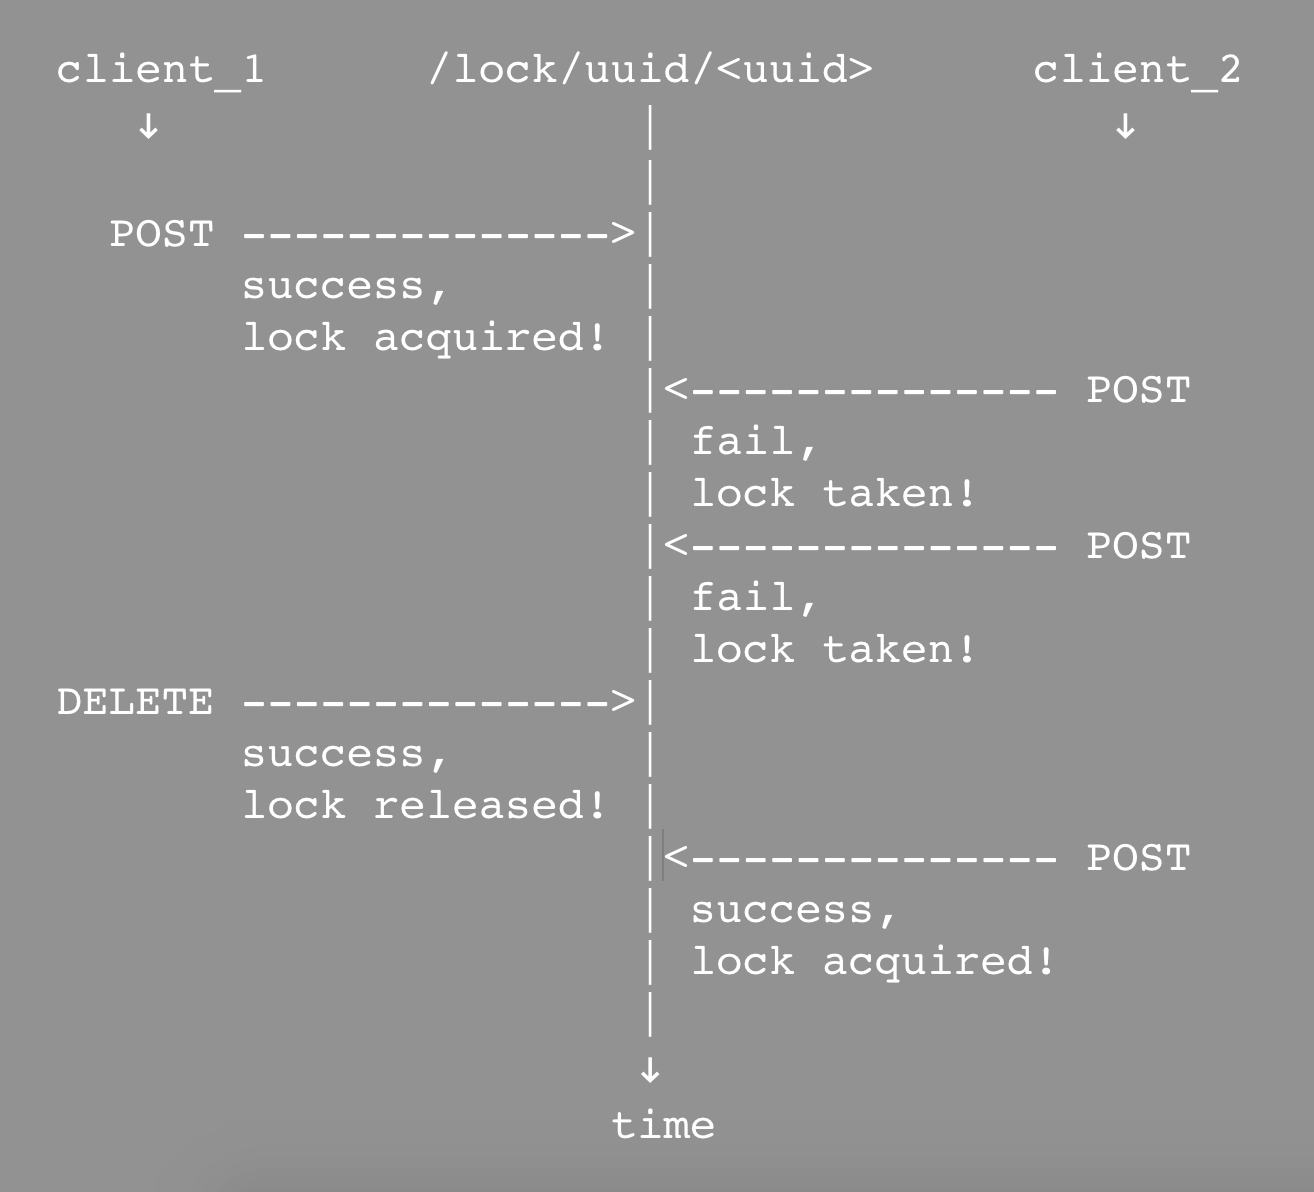 client_1 /lock/uuid/<uuid> client_2
↓ | ↓
|
POST -------------->|
success, |
lock acquired! |
|<-------------- POST
| fail,
| lock taken!
|<-------------- POST
| fail,
| lock taken!
DELETE -------------->|
success, |
lock released! |
|<-------------- POST
| success,
| lock acquired!
|
↓
time